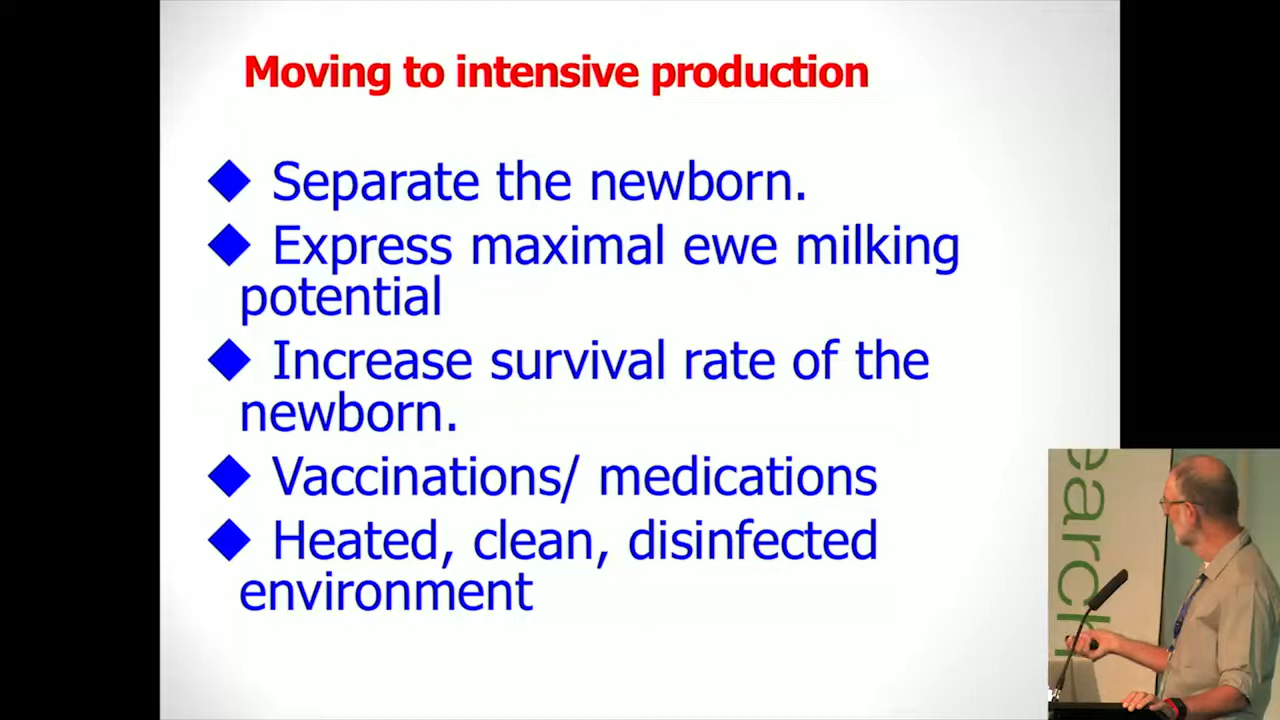 Moving to intensive production
◆ Separate the newborn.
◆ Express maximal ewe milking
potential
◆ Increase survival rate of the
newborn.
◆ Vaccinations/ medications
◆ Heated, clean, disinfected
environment
earch